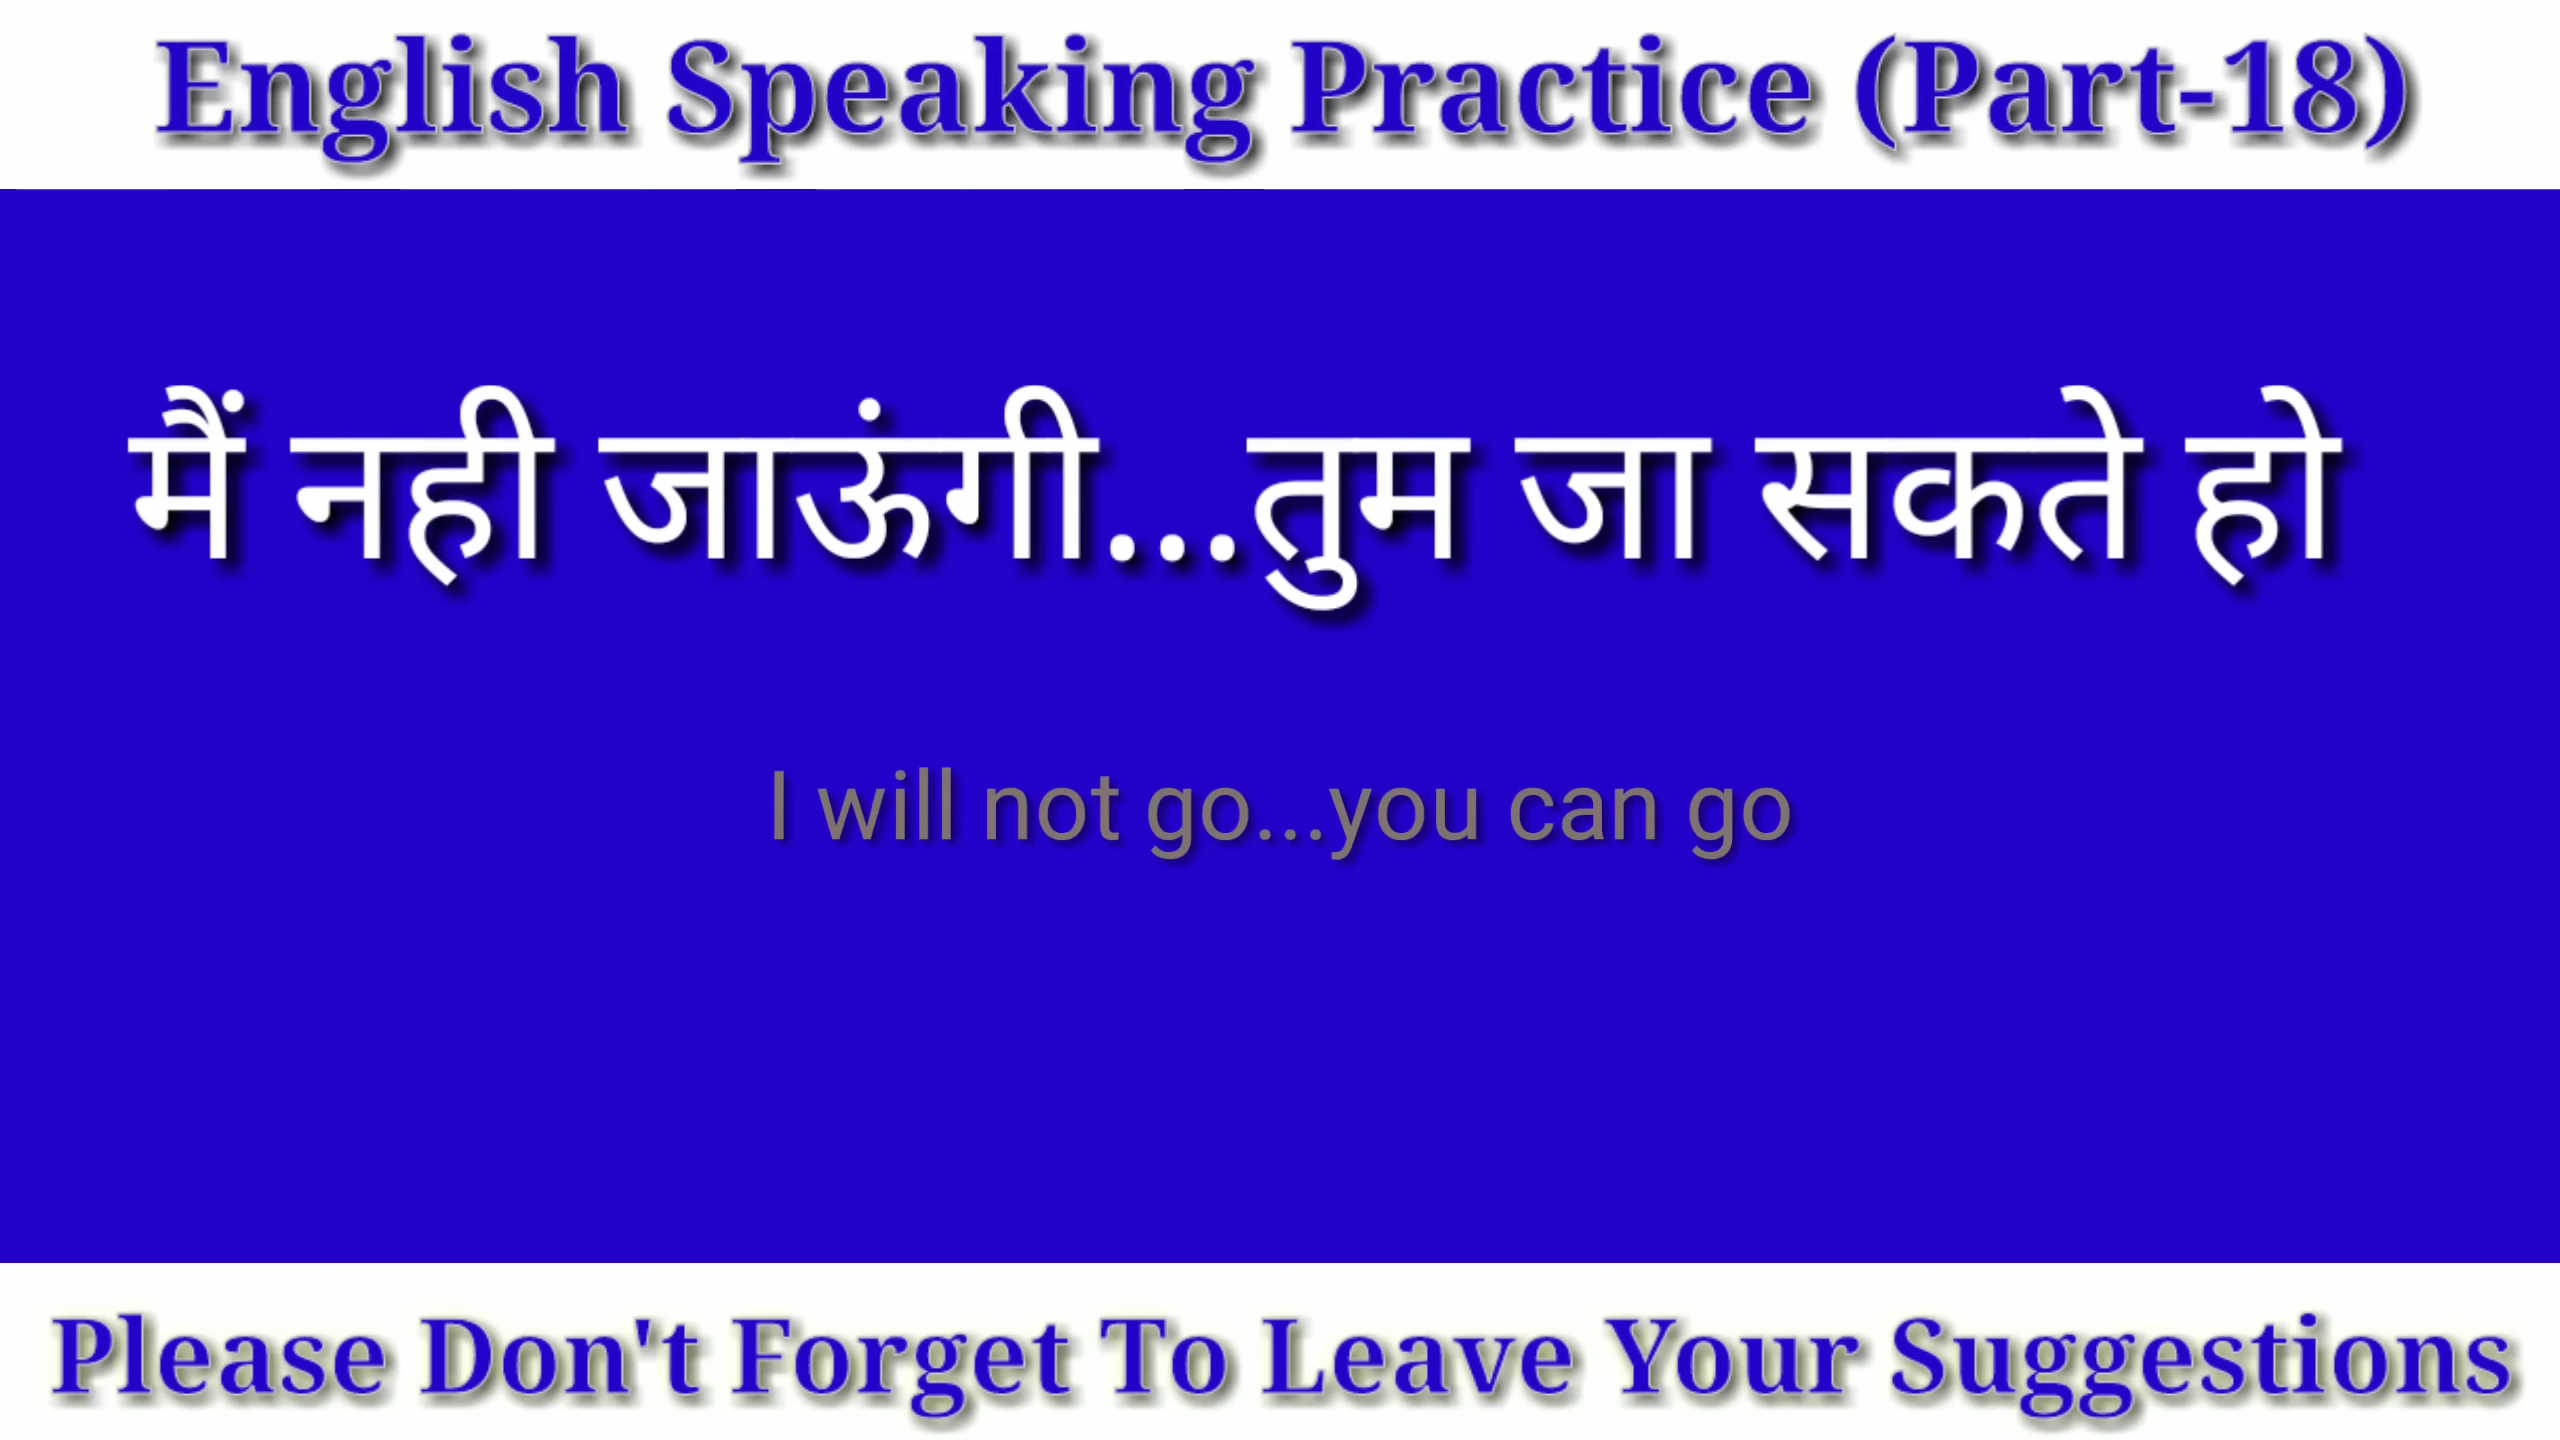 English Speaking Practice (Part-18)
मैं नही जाऊंगी...तुम जा सकते हो
I will not go...you can go
Please Don't Forget To Leave Your Suggestions